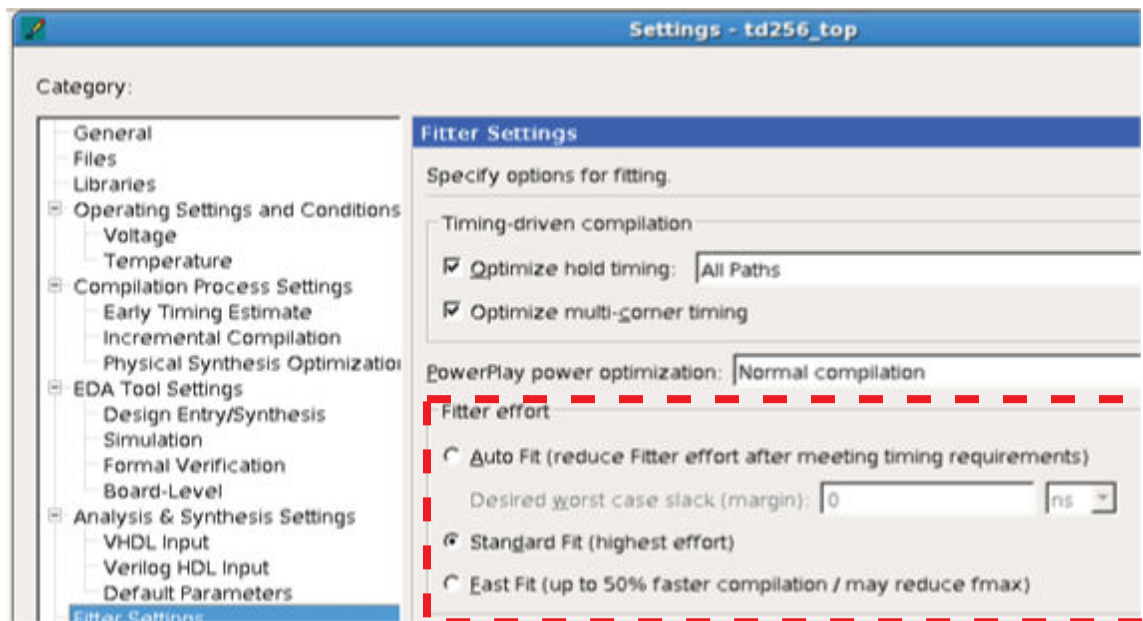 Settings - td256_top
Category:
General
Files
Libraries
Operating Settings and Conditions
Voltage
Temperature
Compilation Process Settings
Early Timing Estimate
Incremental Compilation
Physical Synthesis Optimizatio
EDA Tool Settings
Design Entry/Synthesis
Simulation
Formal Verification
Board-Level
Analysis & Synthesis Settings
VHDL Input
Verilog HDL Input
Default Parameters
Fitter Settings
Fitter Settings
Specify options for fitting.
Timing-driven compilation
Optimize hold timing: All Paths
Optimize multi-corner timing
PowerPlay power optimization: Normal compilation
Fitter effort
Auto Fit (reduce Fitter effort after meeting timing requirements)
Desired worst case slack (margin): 0 ns
Standard Fit (highest effort)
Fast Fit (up to 50% faster compilation / may reduce fmax)